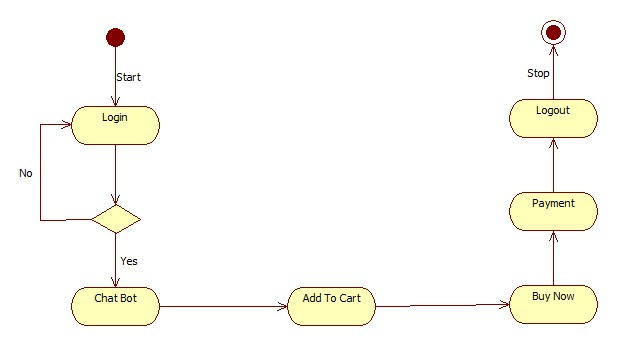 Start
Login
No
Yes
Chat Bot
Add To Cart
Buy Now
Payment
Logout
Stop